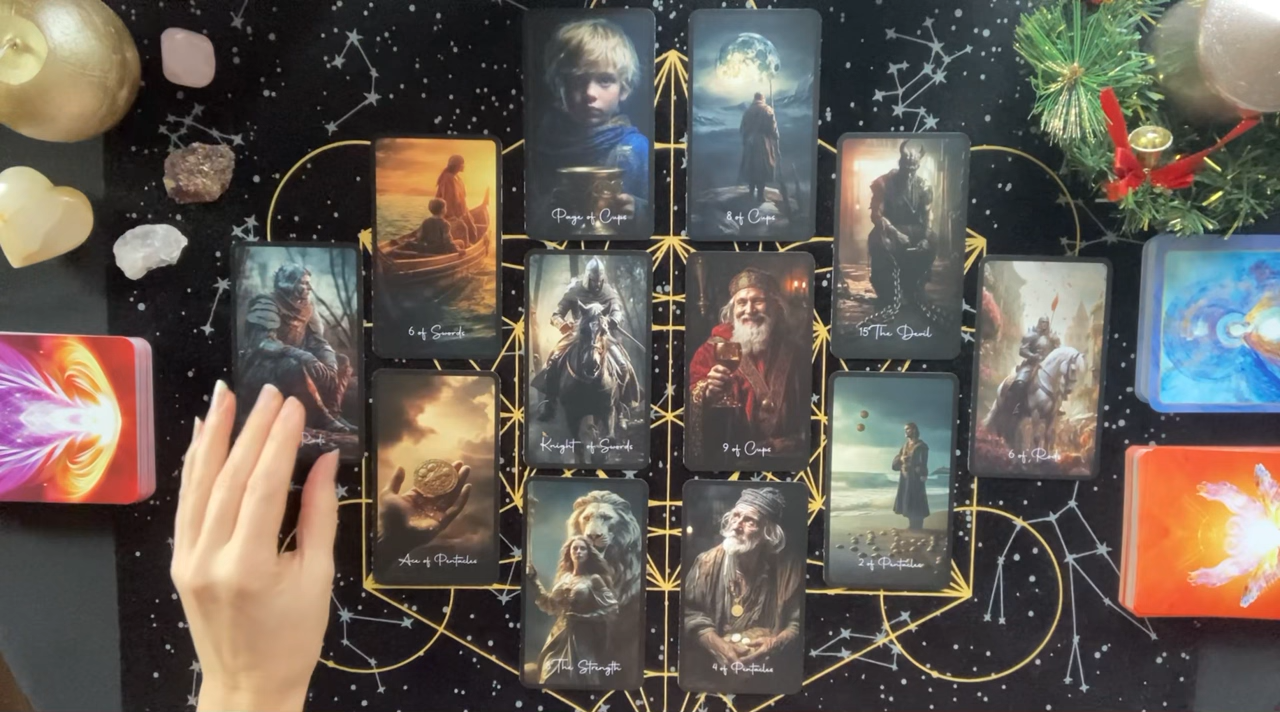 Page of Cups
8 of Cups
6 of Swords
15 The Devil
Rods
Knight of Swords
9 of Cups
6 of Rods
Ace of Pentacles
2 of Pentacles
The Strength
4 of Pentacles